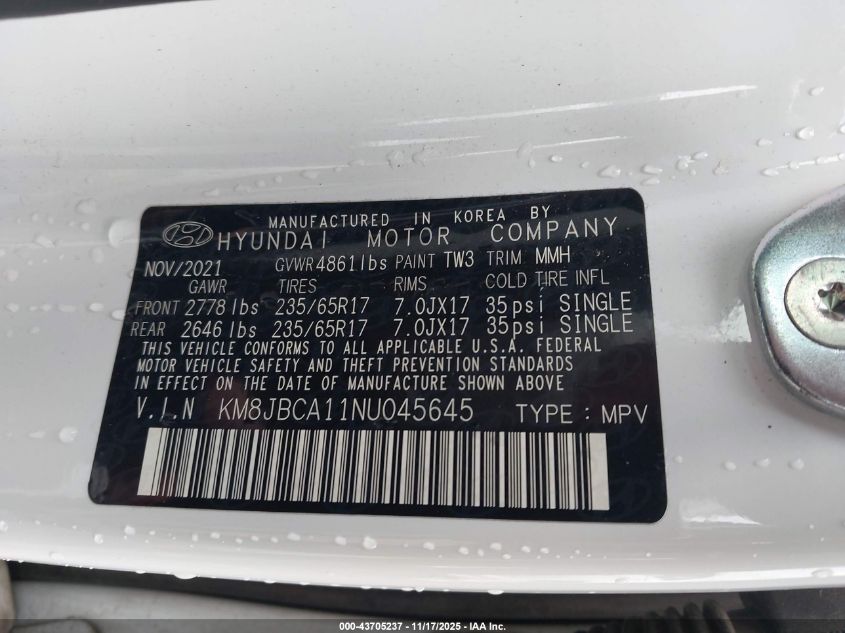 MANUFACTURED IN KOREA BY
HYUNDAI MOTOR COMPANY
NOV/2021 GVWR 4861lbs PAINT TW3 TRIM MMH
GAWR TIRES RIMS COLD TIRE INFL
FRONT 2778 lbs 235/65R17 7.0JX17 35psi SINGLE
REAR 2646 lbs 235/65R17 7.0JX17 35psi SINGLE
THIS VEHICLE CONFORMS TO ALL APPLICABLE U.S.A. FEDERAL
MOTOR VEHICLE SAFETY AND THEFT PREVENTION STANDARDS
IN EFFECT ON THE DATE OF MANUFACTURE SHOWN ABOVE
V.I.N KM8JBCA11NU045645 TYPE : MPV
000-43705237 - 11/17/2025 - IAA Inc.